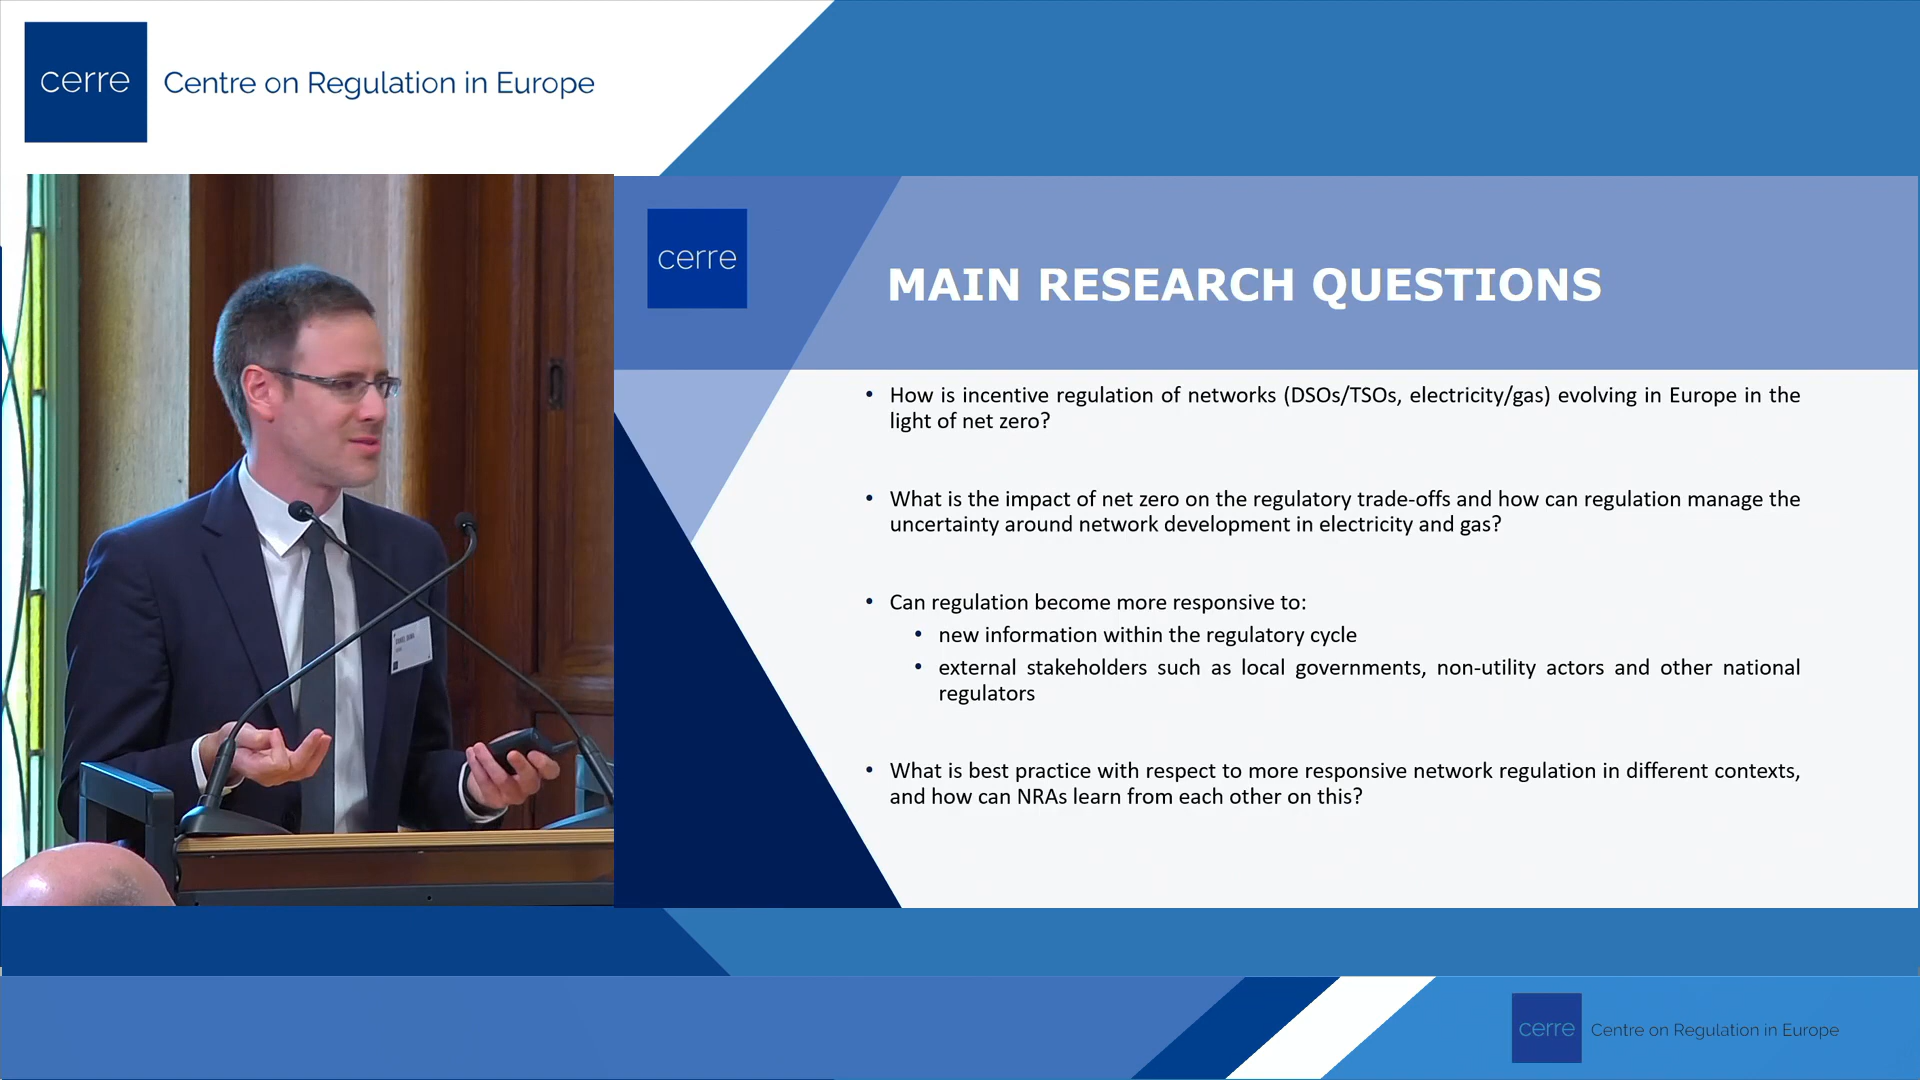 cerre
Centre on Regulation in Europe
cerre
MAIN RESEARCH QUESTIONS
• How is incentive regulation of networks (DSOs/TSOs, electricity/gas) evolving in Europe in the
light of net zero?
• What is the impact of net zero on the regulatory trade-offs and how can regulation manage the
uncertainty around network development in electricity and gas?
• Can regulation become more responsive to:
• new information within the regulatory cycle
• external stakeholders such as local governments, non-utility actors and other national
regulators
• What is best practice with respect to more responsive network regulation in different contexts,
and how can NRAs learn from each other on this?
cerre
Centre on Regulation in Europe